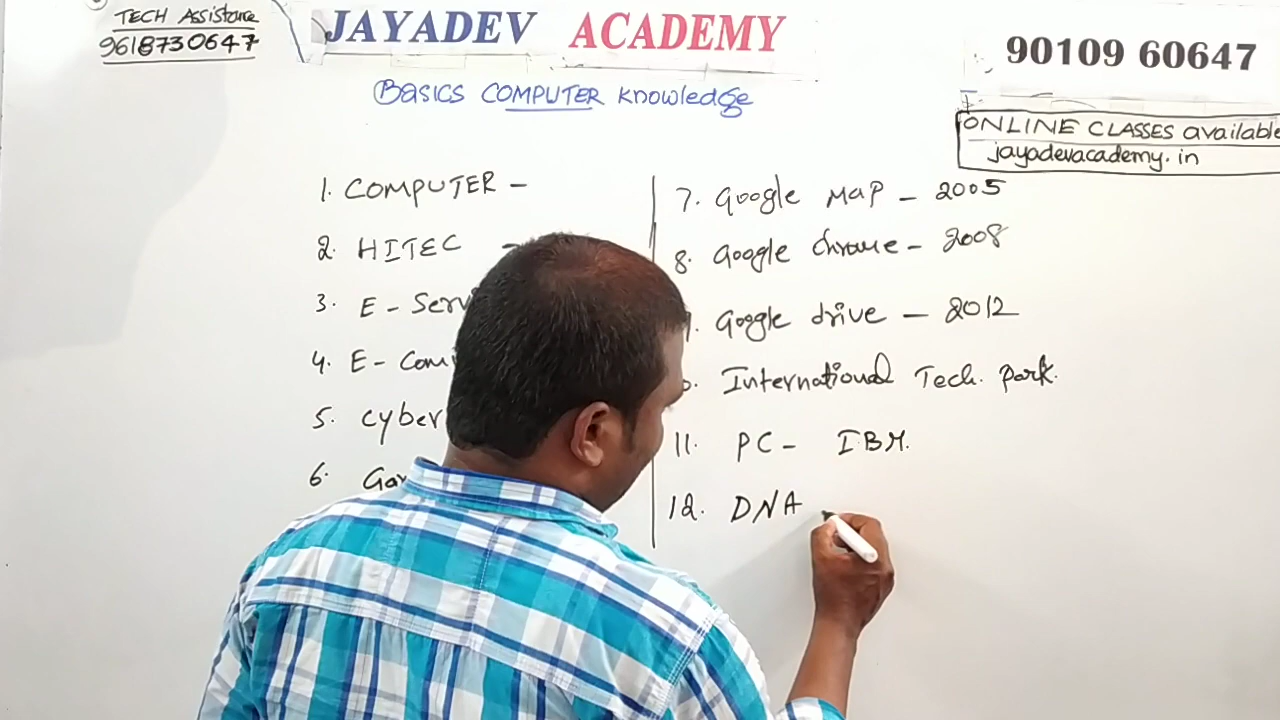 TECH Assistance
9618730647
JAYADEV ACADEMY
90109 60647
Basics COMPUTER Knowledge
ONLINE CLASSES available
jayadevacademy.in
1. COMPUTER -
2. HITEC -
3. E - Serv
4. E - Com
5. Cyber
6.
7. Google Map - 2005
8. Google Chrome - 2008
9. Google drive - 2012
International Tech. Park.
11. PC - IBM.
12. DNA